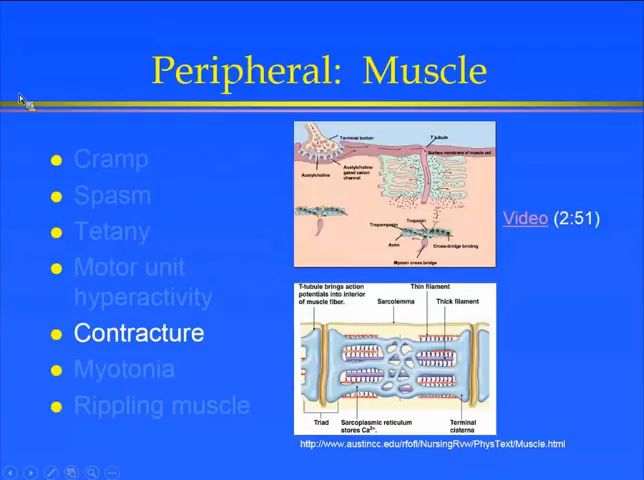 Peripheral: Muscle
Cramp
Spasm
Tetany
Motor unit
hyperactivity
Contracture
Myotonia
Rippling muscle
Terminal button
T tubule
Surface membrane of muscle cell
Acetylcholine
Acetylcholine-
gated cation
channel
Tropomyosin
Troponin
Actin
Cross-bridge binding
Myosin cross-bridge
Video (2:51)
T-tubule brings action
potentials into interior
of muscle fiber.
Sarcolemma
Thin filament
Thick filament
Triad
Sarcoplasmic reticulum
stores Ca²⁺.
Terminal
cisterna
http://www.austincc.edu/rfofl/NursingRvw/PhysText/Muscle.html